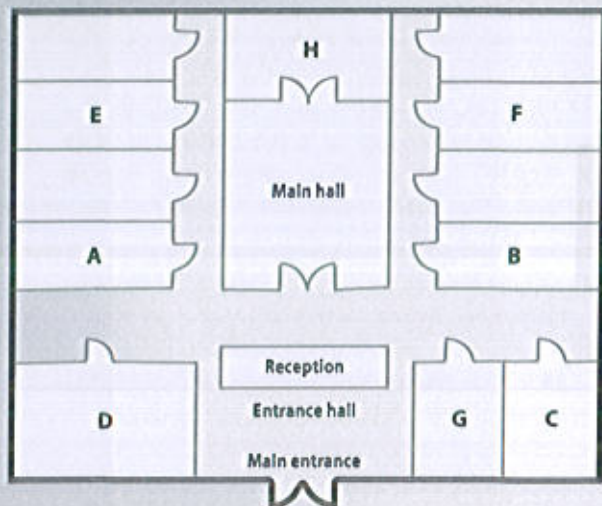 H
E
F
Main hall
A
B
Reception
D
Entrance hall
G
C
Main entrance